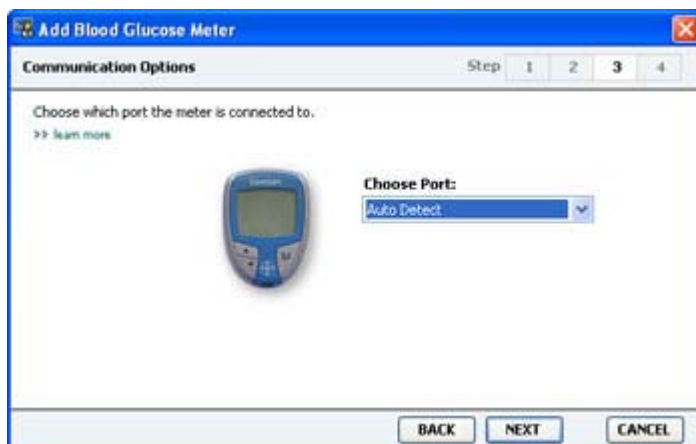 Add Blood Glucose Meter
Communication Options
Step 1 2 3 4
Choose which port the meter is connected to.
>> learn more
Choose Port:
Auto Detect
BACK NEXT CANCEL